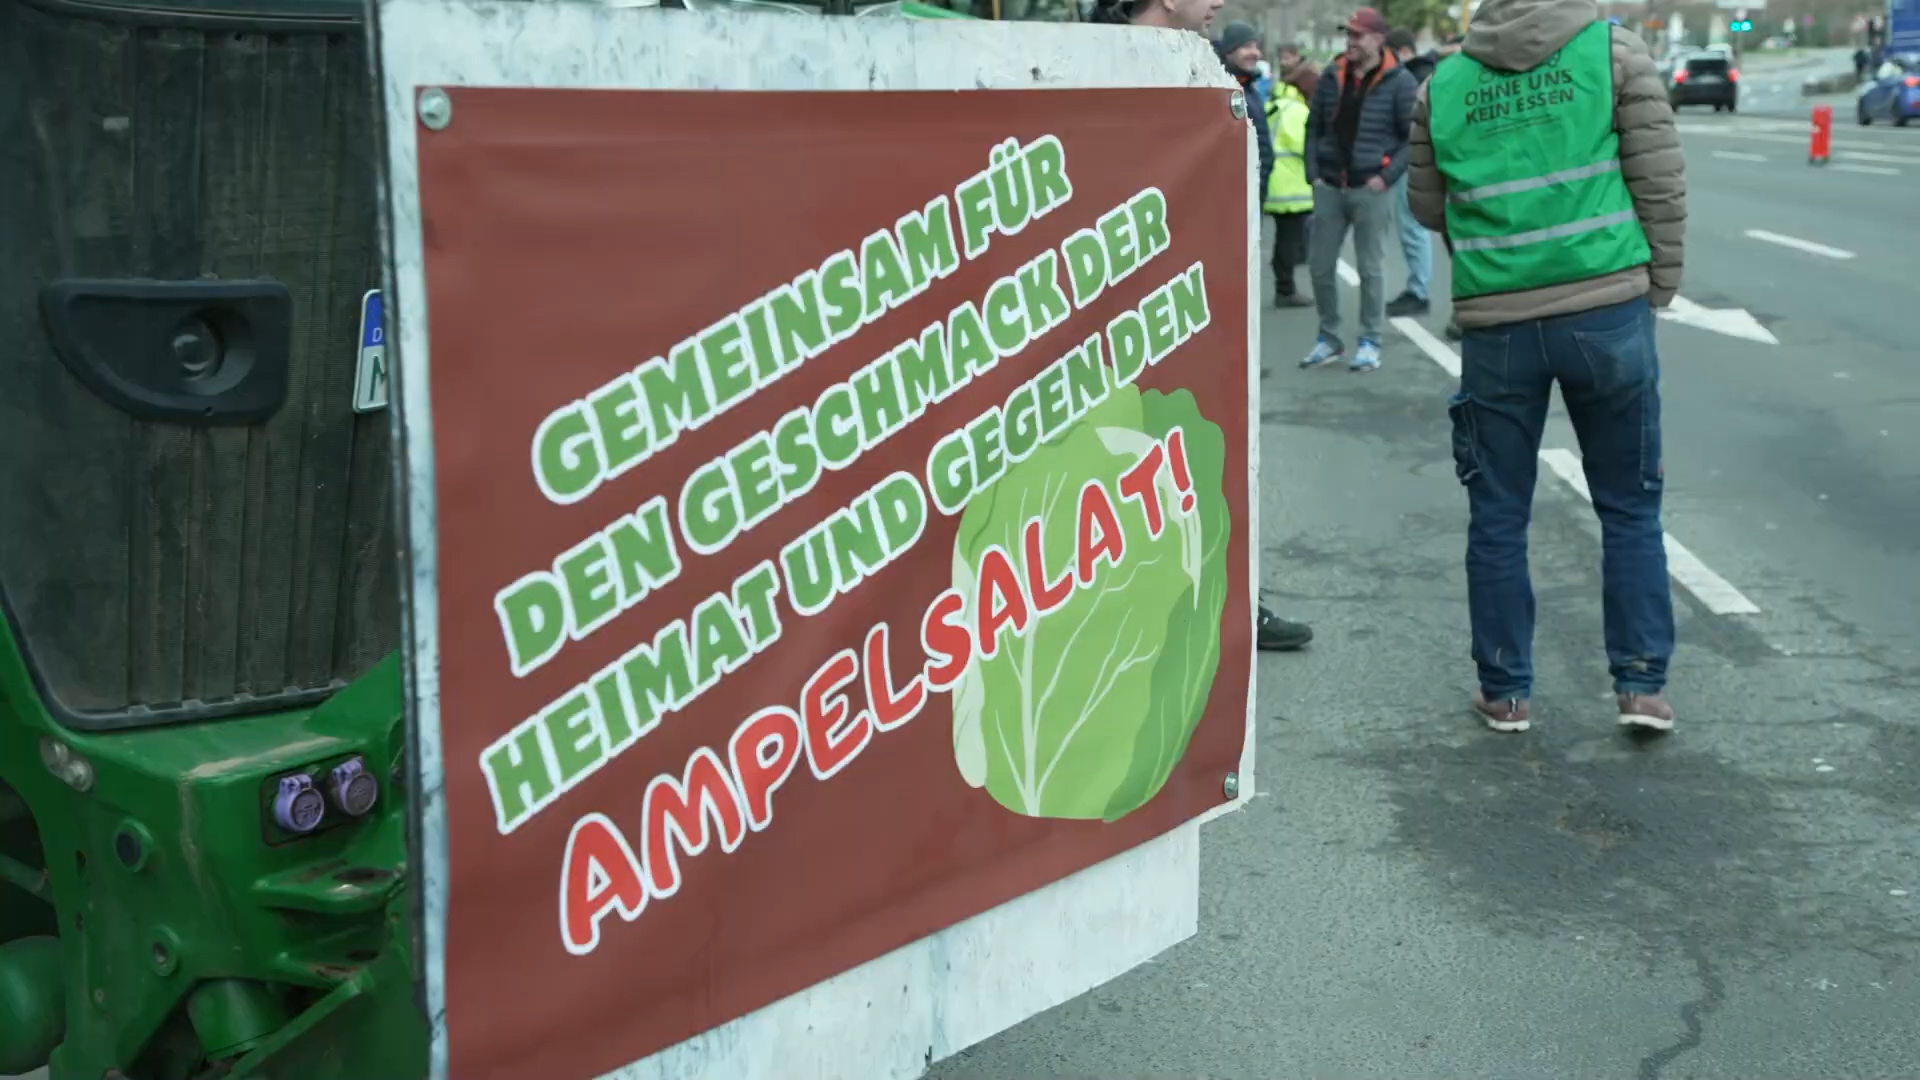 GEMEINSAM FÜR
DEN GESCHMACK DER
HEIMAT UND GEGEN DEN
AMPELSALAT!
OHNE UNS
KEIN ESSEN
D